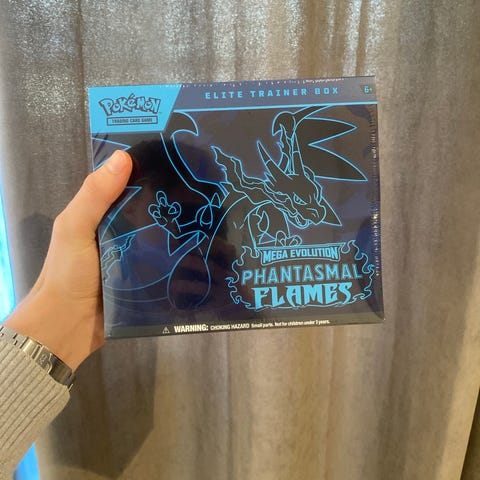 ELITE TRAINER BOX
6+
POKéMON
TRADING CARD GAME
MEGA EVOLUTION
PHANTASMAL
FLAMES
WARNING: CHOKING HAZARD Small parts. Not for children under 3 years.